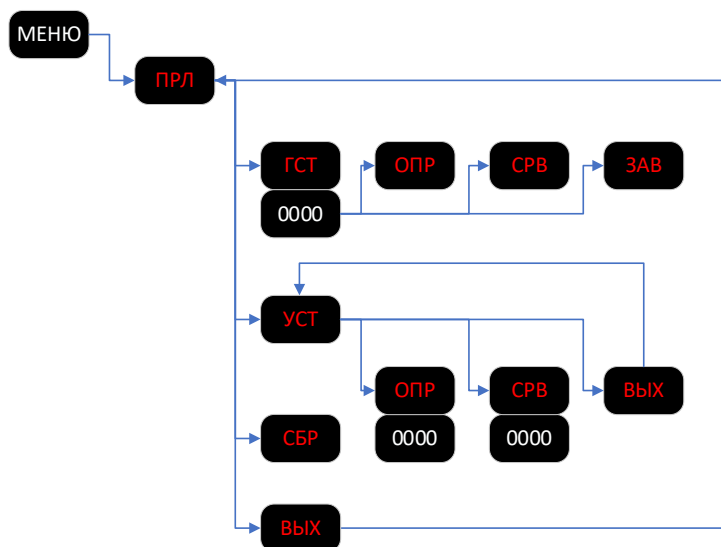 МЕНЮ
ПРЛ
ГСТ ОПР СРВ ЗАВ
0000
УСТ
ОПР СРВ ВЫХ
СБР 0000 0000
ВЫХ